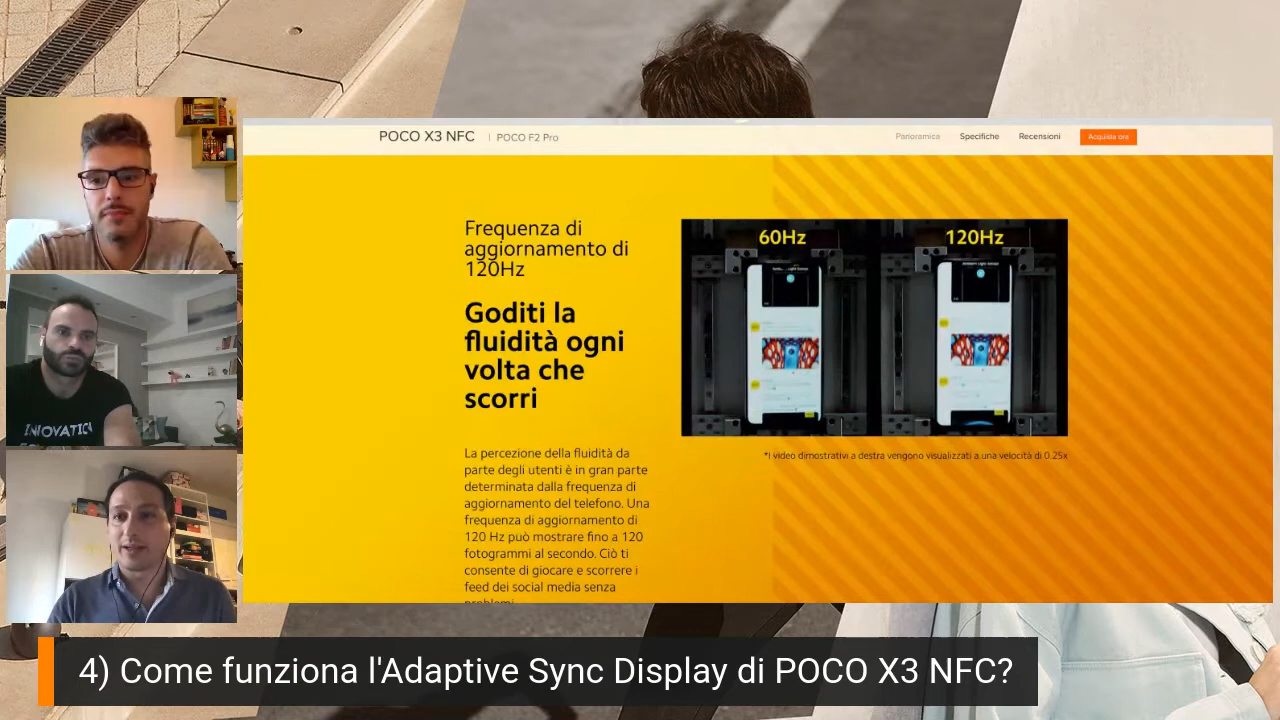 POCO X3 NFC | POCO F2 Pro
Panoramica Specifiche Recensioni Acquista ora
Frequenza di
aggiornamento di
120Hz
Goditi la
fluidità ogni
volta che
scorri
60Hz 120Hz
*I video dimostrativi a destra vengono visualizzati a una velocità di 0.25x
La percezione della fluidità da
parte degli utenti è in gran parte
determinata dalla frequenza di
aggiornamento del telefono. Una
frequenza di aggiornamento di
120 Hz può mostrare fino a 120
fotogrammi al secondo. Ciò ti
consente di giocare e scorrere i
feed dei social media senza
problemi.
INNOVATION
4) Come funziona l'Adaptive Sync Display di POCO X3 NFC?